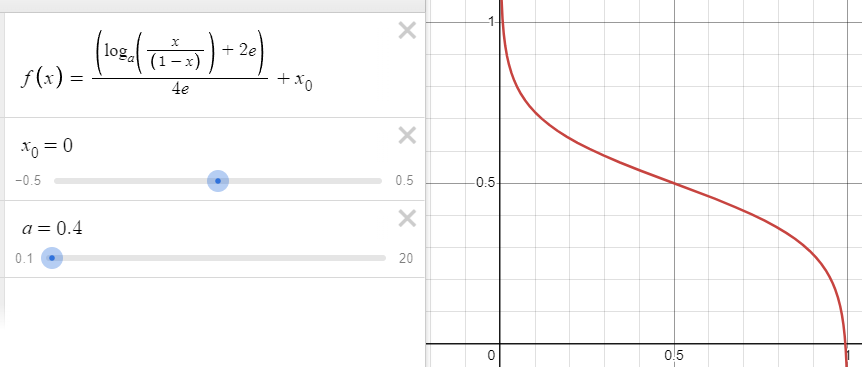 f(x) = (log_a(x/(1−x)) + 2e)/4e + x_0
x_0 = 0
−0.5 0.5
a = 0.4
0.1 20
1
0.5
0 0.5 1